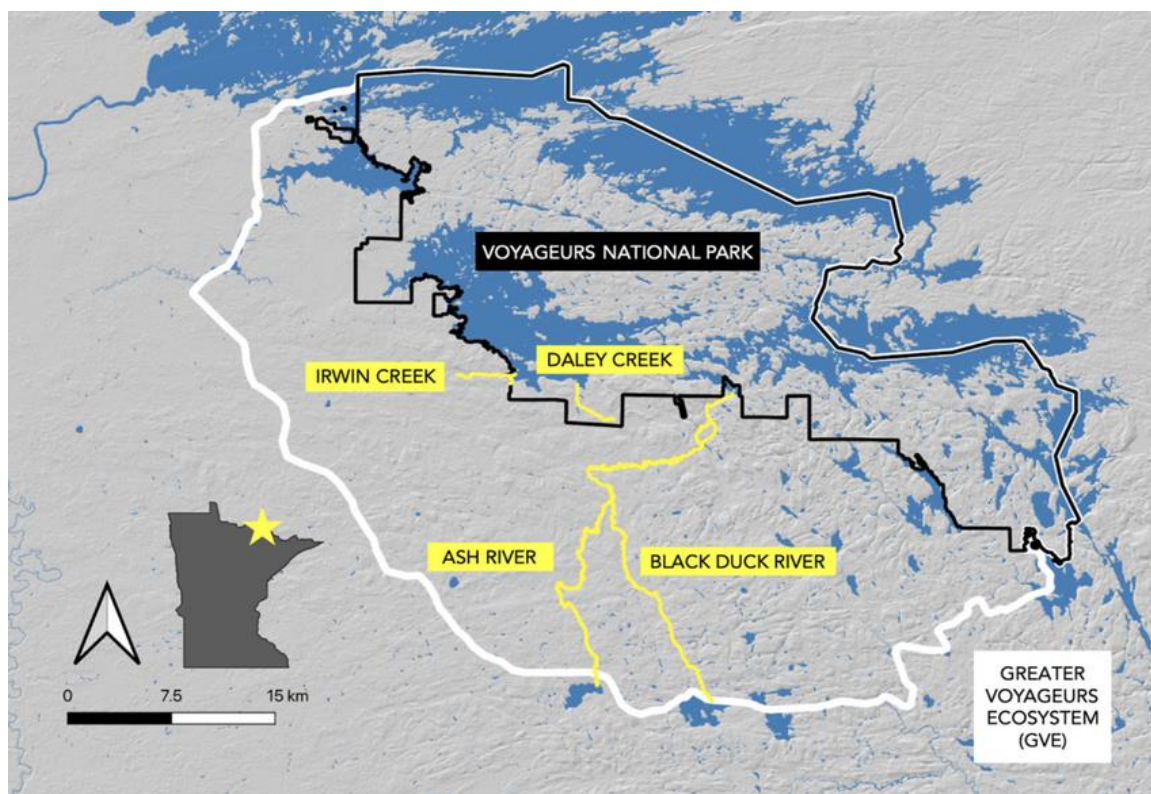 VOYAGEURS NATIONAL PARK
DALEY CREEK
IRWIN CREEK
ASH RIVER
BLACK DUCK RIVER
0 7.5 15 km
GREATER
VOYAGEURS
ECOSYSTEM
(GVE)